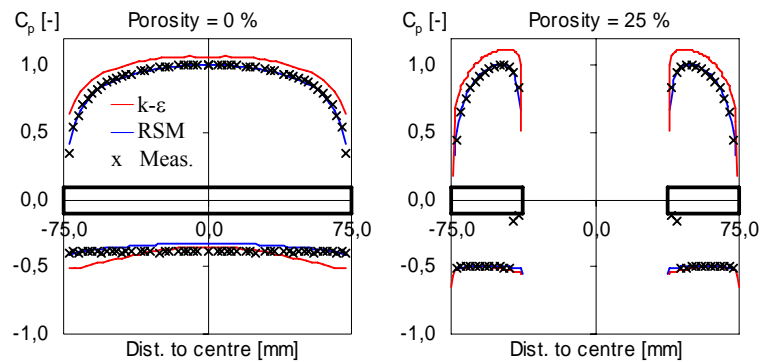 Cp [-] Porosity = 0 %
1,0
0,5
0,0
-0,5
-1,0
k-ε
RSM
x Meas.
-75,0 0,0 75,0
Dist. to centre [mm]
Cp [-] Porosity = 25 %
1,0
0,5
0,0
-0,5
-1,0
-75,0 0,0 75,0
Dist. to centre [mm]